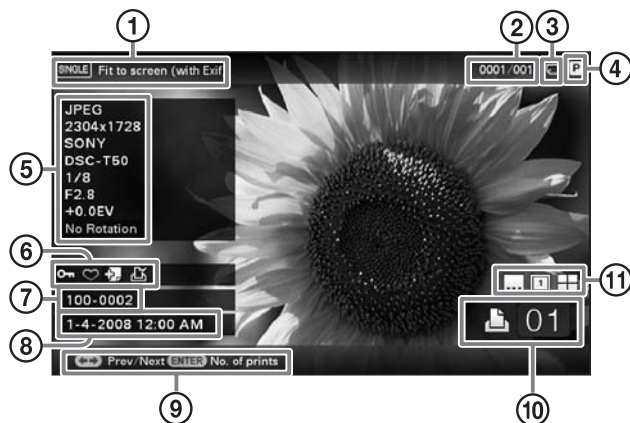 1
2
3
SINGLE Fit to screen (with Exif
0001/001
P
4
JPEG
2304x1728
SONY
DSC-T50
1/8
F2.8
+0.0EV
No Rotation
5
6
7
100-0002
1
11
1-4-2008 12:00 AM
01
8
Prev/Next ENTER No. of prints
9
10